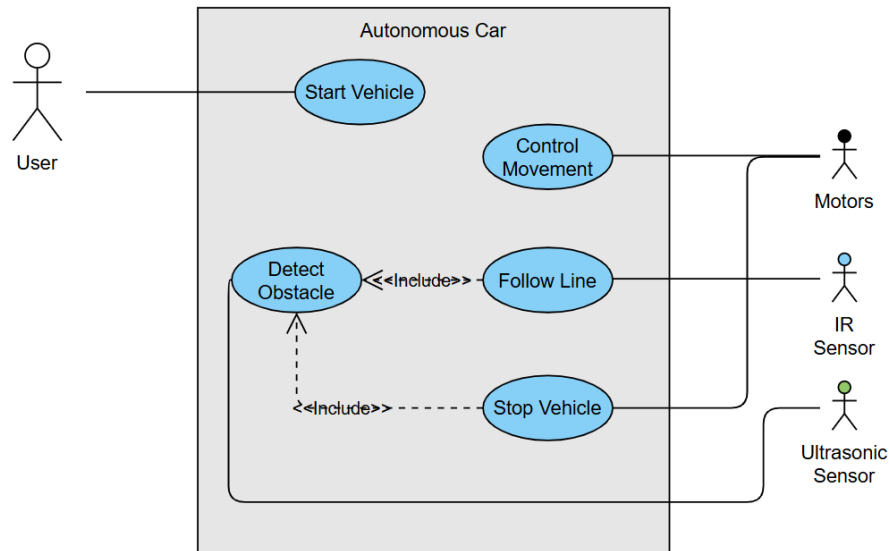 Autonomous Car
Start Vehicle
User
Control
Movement
Motors
Detect
Obstacle
<<Include>>
Follow Line
IR
Sensor
<<Include>>
Stop Vehicle
Ultrasonic
Sensor